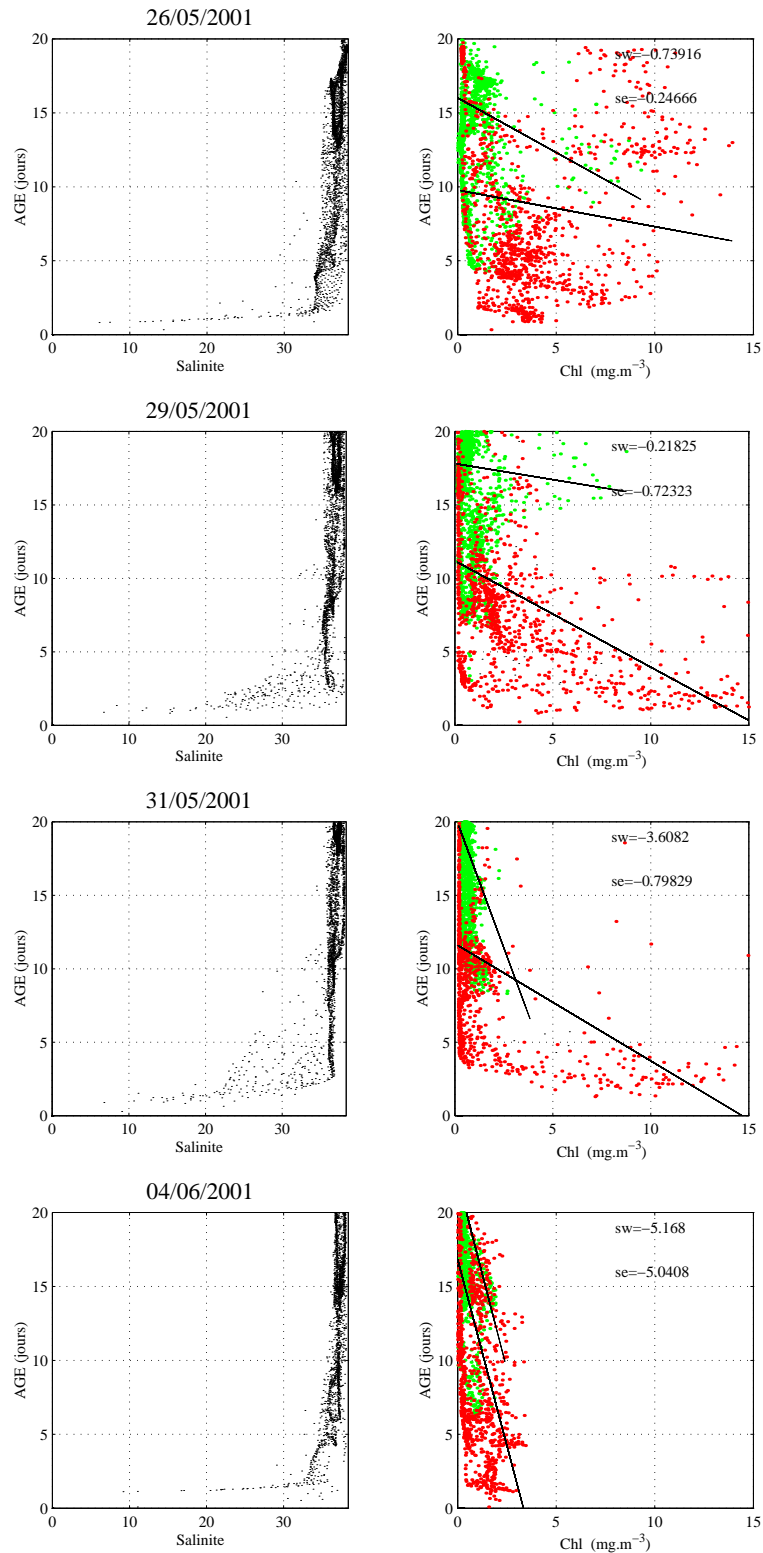 26/05/2001
20
15
10
5
0
AGE (jours)
0 10 20 30
Salinite
20
15
10
5
0
AGE (jours)
sw=−0.73916
se=−0.24666
0 5 10 15
Chl (mg.m−3)
29/05/2001
20
15
10
5
0
AGE (jours)
0 10 20 30
Salinite
20
15
10
5
0
AGE (jours)
sw=−0.21825
se=−0.72323
0 5 10 15
Chl (mg.m−3)
31/05/2001
20
15
10
5
0
AGE (jours)
0 10 20 30
Salinite
20
15
10
5
0
AGE (jours)
sw=−3.6082
se=−0.79829
0 5 10 15
Chl (mg.m−3)
04/06/2001
20
15
10
5
0
AGE (jours)
0 10 20 30
Salinite
20
15
10
5
0
AGE (jours)
sw=−5.168
se=−5.0408
0 5 10 15
Chl (mg.m−3)